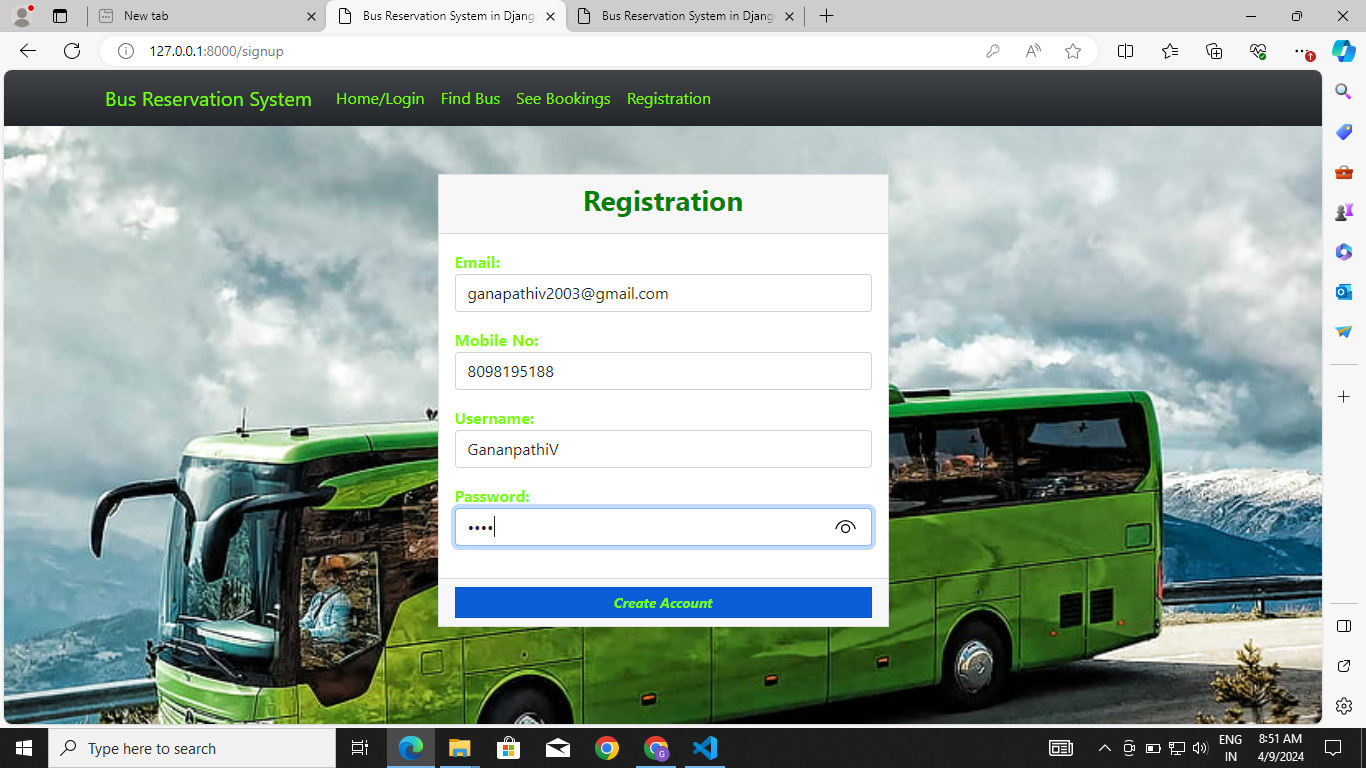 New tab
Bus Reservation System in Djang
Bus Reservation System in Djang
127.0.0.1:8000/signup
Bus Reservation System Home/Login Find Bus See Bookings Registration
Registration
Email:
ganapathiv2003@gmail.com
Mobile No:
8098195188
Username:
GananpathiV
Password:
••••
Create Account
Type here to search
ENG
IN
8:51 AM
4/9/2024